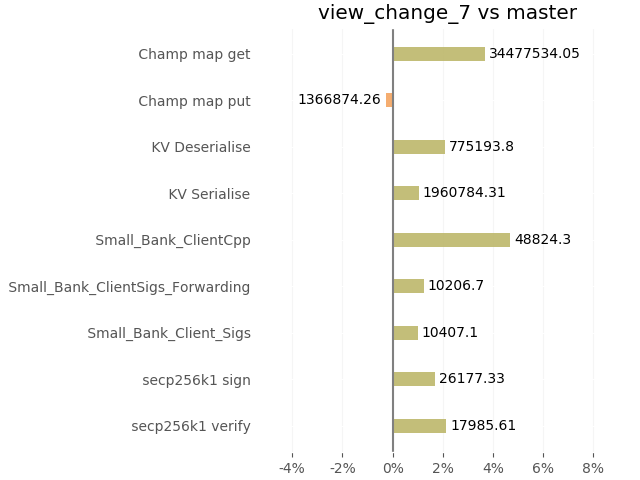 view_change_7 vs master
Champ map get 34477534.05
Champ map put 1366874.26
KV Deserialise 775193.8
KV Serialise 1960784.31
Small_Bank_ClientCpp 48824.3
Small_Bank_ClientSigs_Forwarding 10206.7
Small_Bank_Client_Sigs 10407.1
secp256k1 sign 26177.33
secp256k1 verify 17985.61
-4% -2% 0% 2% 4% 6% 8%